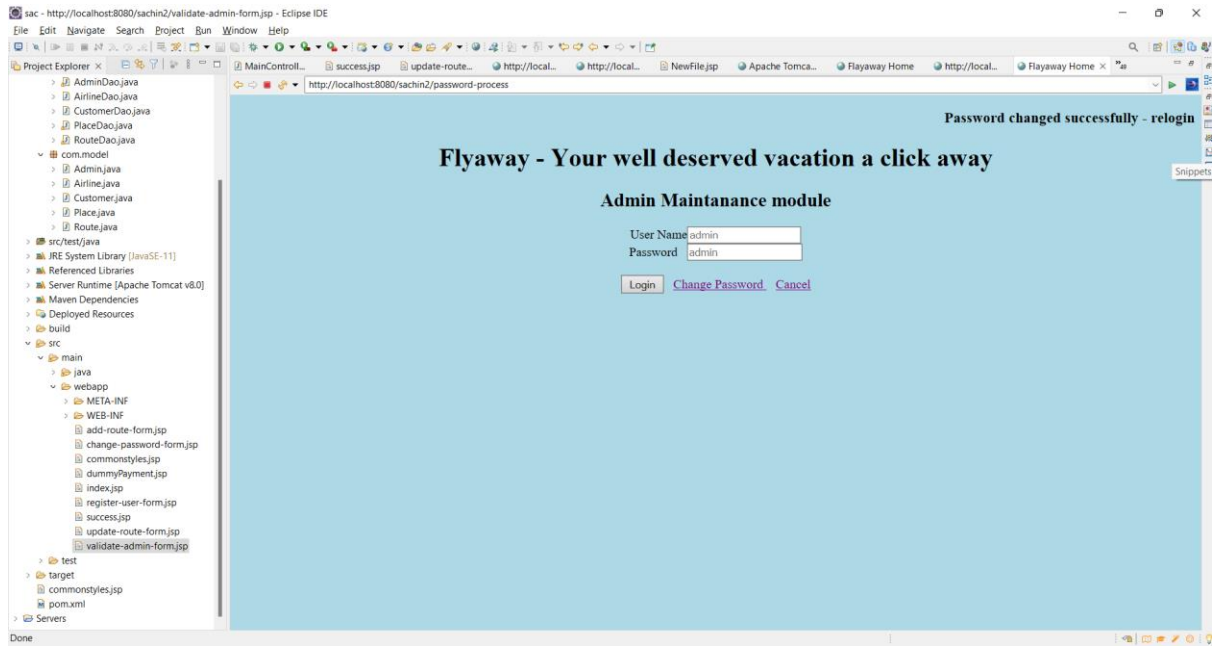 sac - http://localhost:8080/sachin2/validate-admin-form.jsp - Eclipse IDE
File Edit Navigate Search Project Run Window Help
Project Explorer
MainControll... success.jsp update-route... http://local... http://local... NewFile.jsp Apache Tomca... Flayaway Home http://local... Flayaway Home
http://localhost:8080/sachin2/password-process
AdminDao.java
AirlineDao.java
CustomerDao.java
PlaceDao.java
RouteDao.java
com.model
Admin.java
Airline.java
Customer.java
Place.java
Route.java
src/test/java
JRE System Library [JavaSE-11]
Referenced Libraries
Server Runtime [Apache Tomcat v8.0]
Maven Dependencies
Deployed Resources
build
src
main
java
webapp
META-INF
WEB-INF
add-route-form.jsp
change-password-form.jsp
commonstyles.jsp
dummyPayment.jsp
index.jsp
register-user-form.jsp
success.jsp
update-route-form.jsp
validate-admin-form.jsp
test
target
commonstyles.jsp
pom.xml
Servers
Password changed successfully - relogin
Flyaway - Your well deserved vacation a click away
Admin Maintanance module
User Name admin
Password admin
Login Change Password Cancel
Snippets
Done